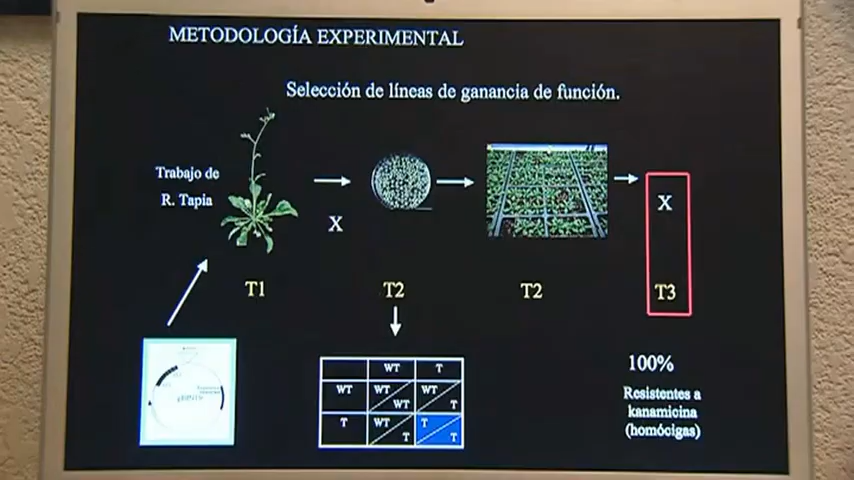 METODOLOGÍA EXPERIMENTAL
Selección de líneas de ganancia de función.
Trabajo de
R. Tapia
X
X
T1
T2
T2
T3
WT
T
WT
WT
WT
WT
T
T
WT
T
T
T
100%
Resistentes a
kanamicina
(homócigas)